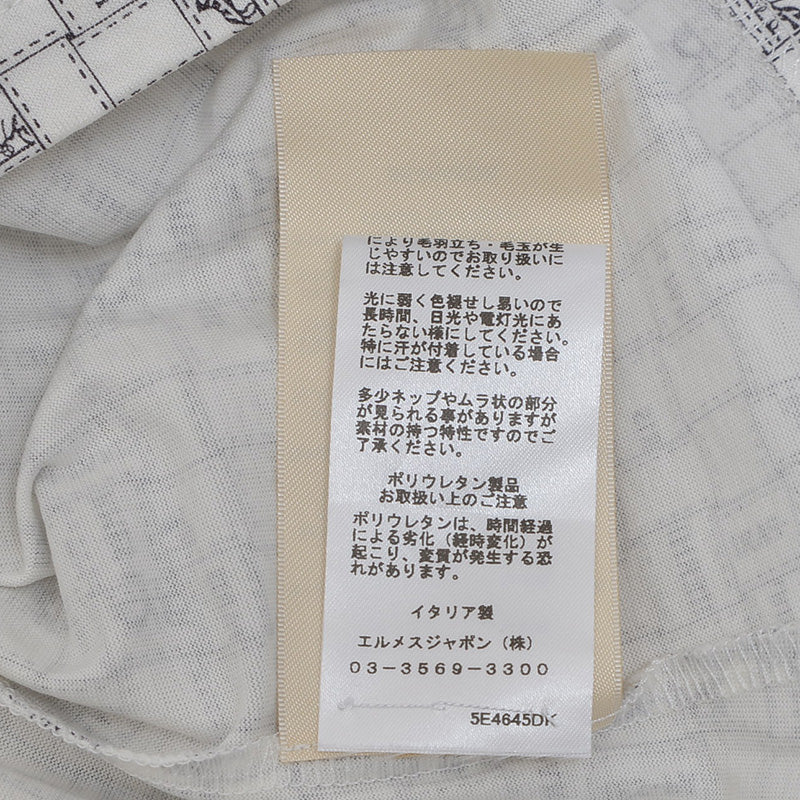 により毛羽立ち・毛玉が生
じやすいのでお取り扱いに
は注意してください。
光に弱く色褪せし易いので
長時間、日光や電灯光にあ
たらない様にしてください。
特に汗が付着している場合
にはご注意ください。
多少ネップやムラ状の部分
が見られる事がありますが
素材の持つ特性ですのでご
了承ください。
ポリウレタン製品
お取扱い上のご注意
ポリウレタンは、時間経過
による劣化（経時変化）が
起こり、変質が発生する恐
れがあります。
イタリア製
エルメスジャポン（株）
０３－３５６９－３３００
5E4645DK